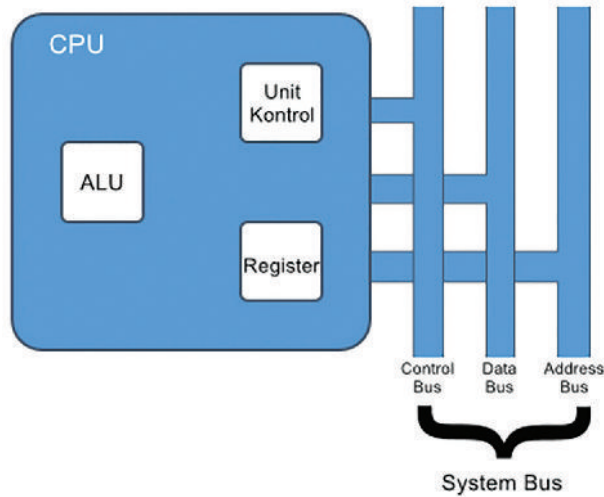 CPU
Unit
Kontrol
ALU
Register
Control
Bus
Data
Bus
Address
Bus
System Bus